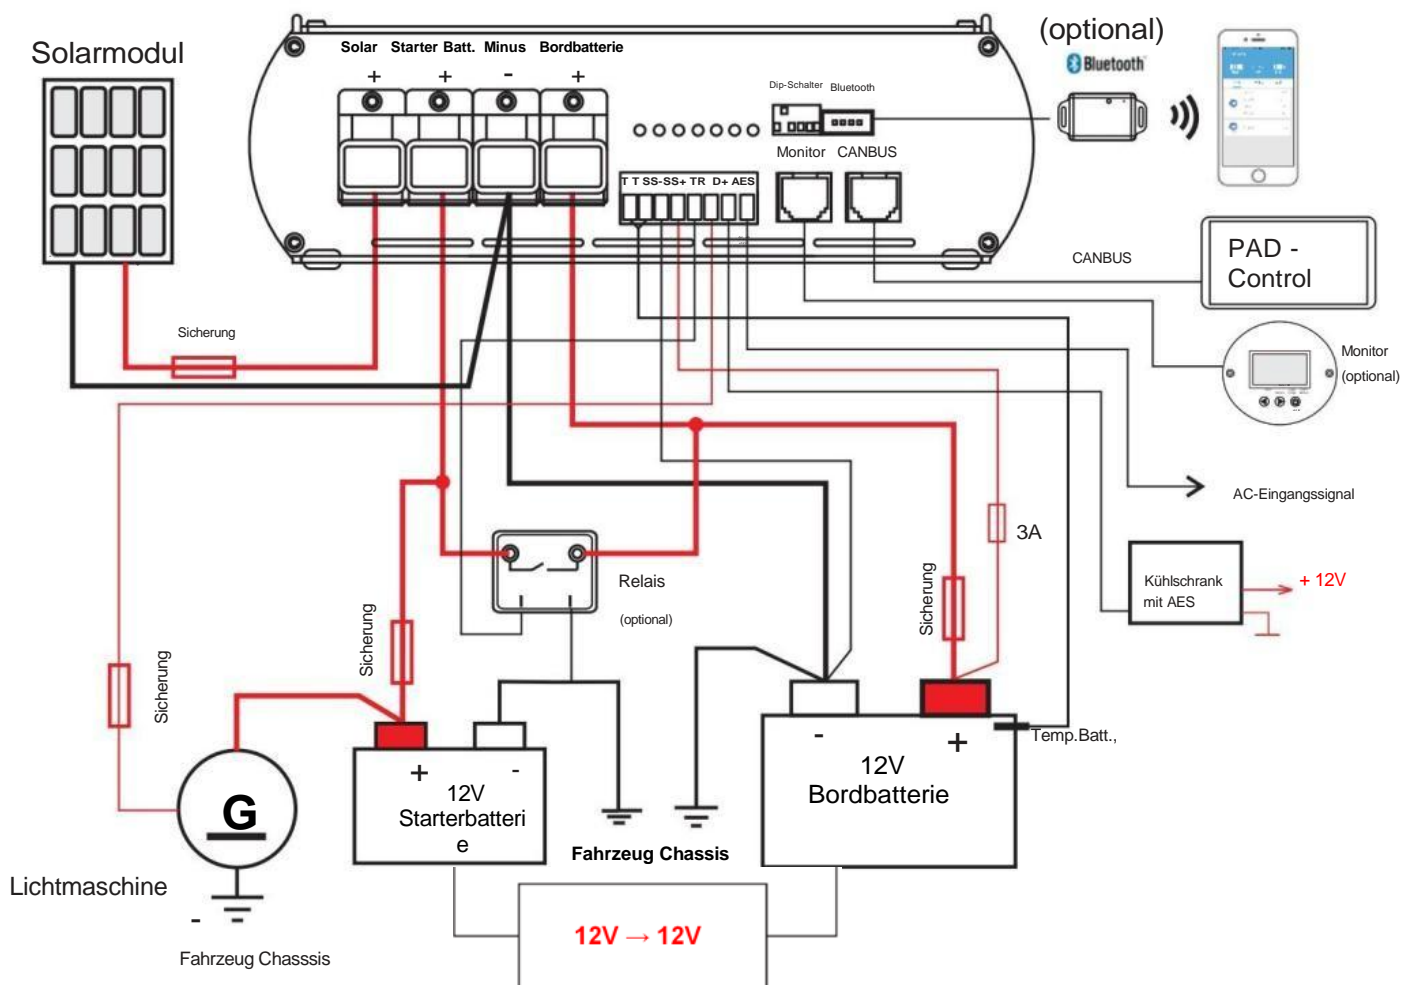 (optional)
Solarmodul
Solar Starter Batt. Minus Bordbatterie
+ + - +
Bluetooth
Dip-Schalter Bluetooth
Monitor CANBUS
T T SS-SS+ TR D+ AES
CANBUS
PAD -
Control
Sicherung
Monitor
(optional)
AC-Eingangssignal
3A
Relais
(optional)
Kühlschrank
mit AES
+ 12V
Sicherung
Sicherung
Sicherung
Temp.Batt.,
+ -
12V
Starterbatteri
e
- +
12V
Bordbatterie
G
Fahrzeug Chassis
Lichtmaschine
-
Fahrzeug Chasssis
12V → 12V